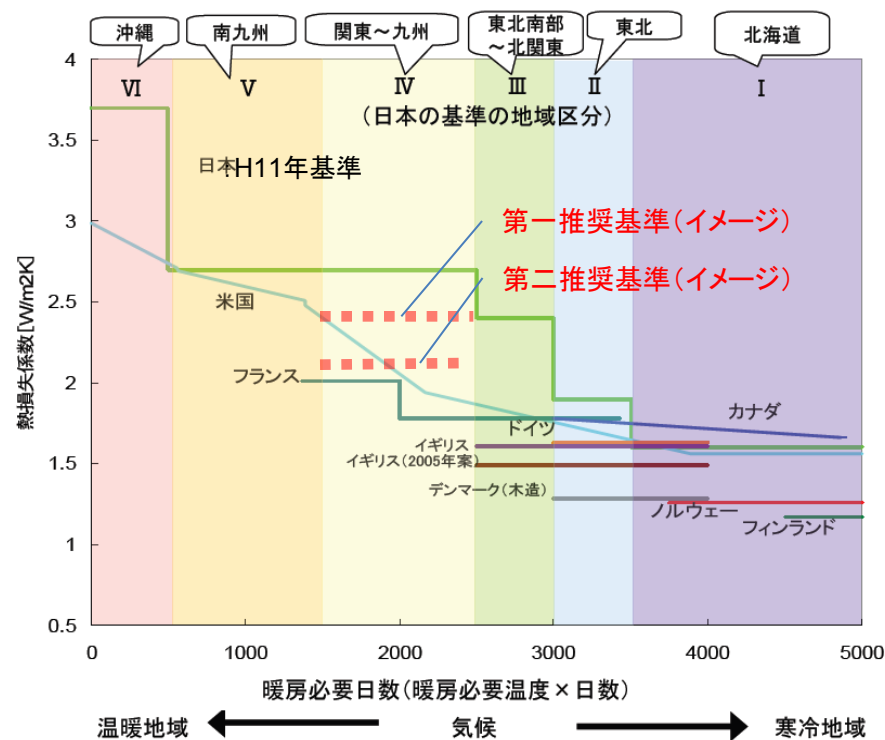 沖縄
南九州
関東～九州
東北南部
～北関東
東北
北海道
4
3.5
3
2.5
2
1.5
1
0.5
熱損失係数[W/m2K]
Ⅵ
Ⅴ
Ⅳ
Ⅲ
Ⅱ
Ⅰ
(日本の基準の地域区分)
日本:H11年基準
第一推奨基準(イメージ)
第二推奨基準(イメージ)
米国
フランス
カナダ
ドイツ
イギリス
イギリス(2005年案)
デンマーク(木造)
ノルウェー
フィンランド
0
1000
2000
3000
4000
5000
暖房必要日数(暖房必要温度×日数)
温暖地域
気候
寒冷地域